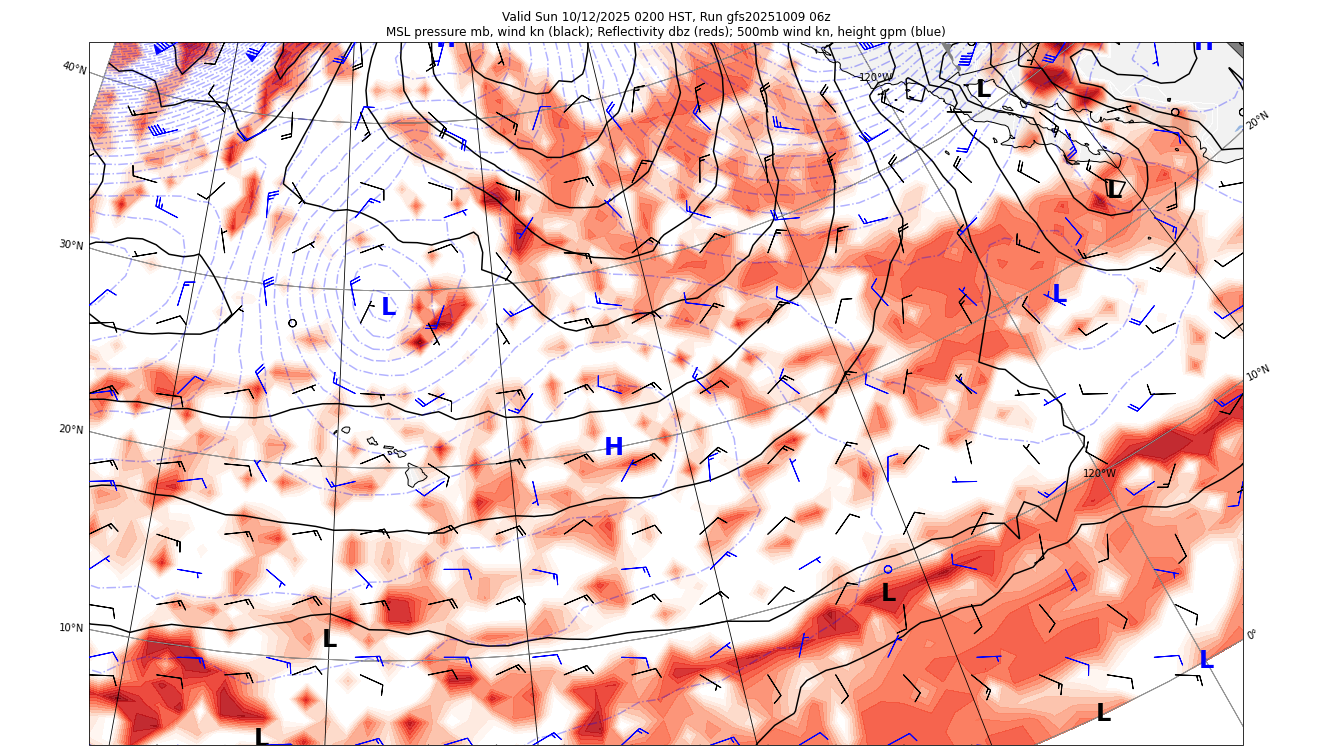 Valid Sun 10/12/2025 0200 HST, Run gfs20251009 06z
MSL pressure mb, wind kn (black); Reflectivity dbz (reds); 500mb wind kn, height gpm (blue)
H
H
40°N
120°W
L
20°N
L
30°N
L
L
10°N
20°N
H
120°W
L
10°N
L
0°
L
L
L